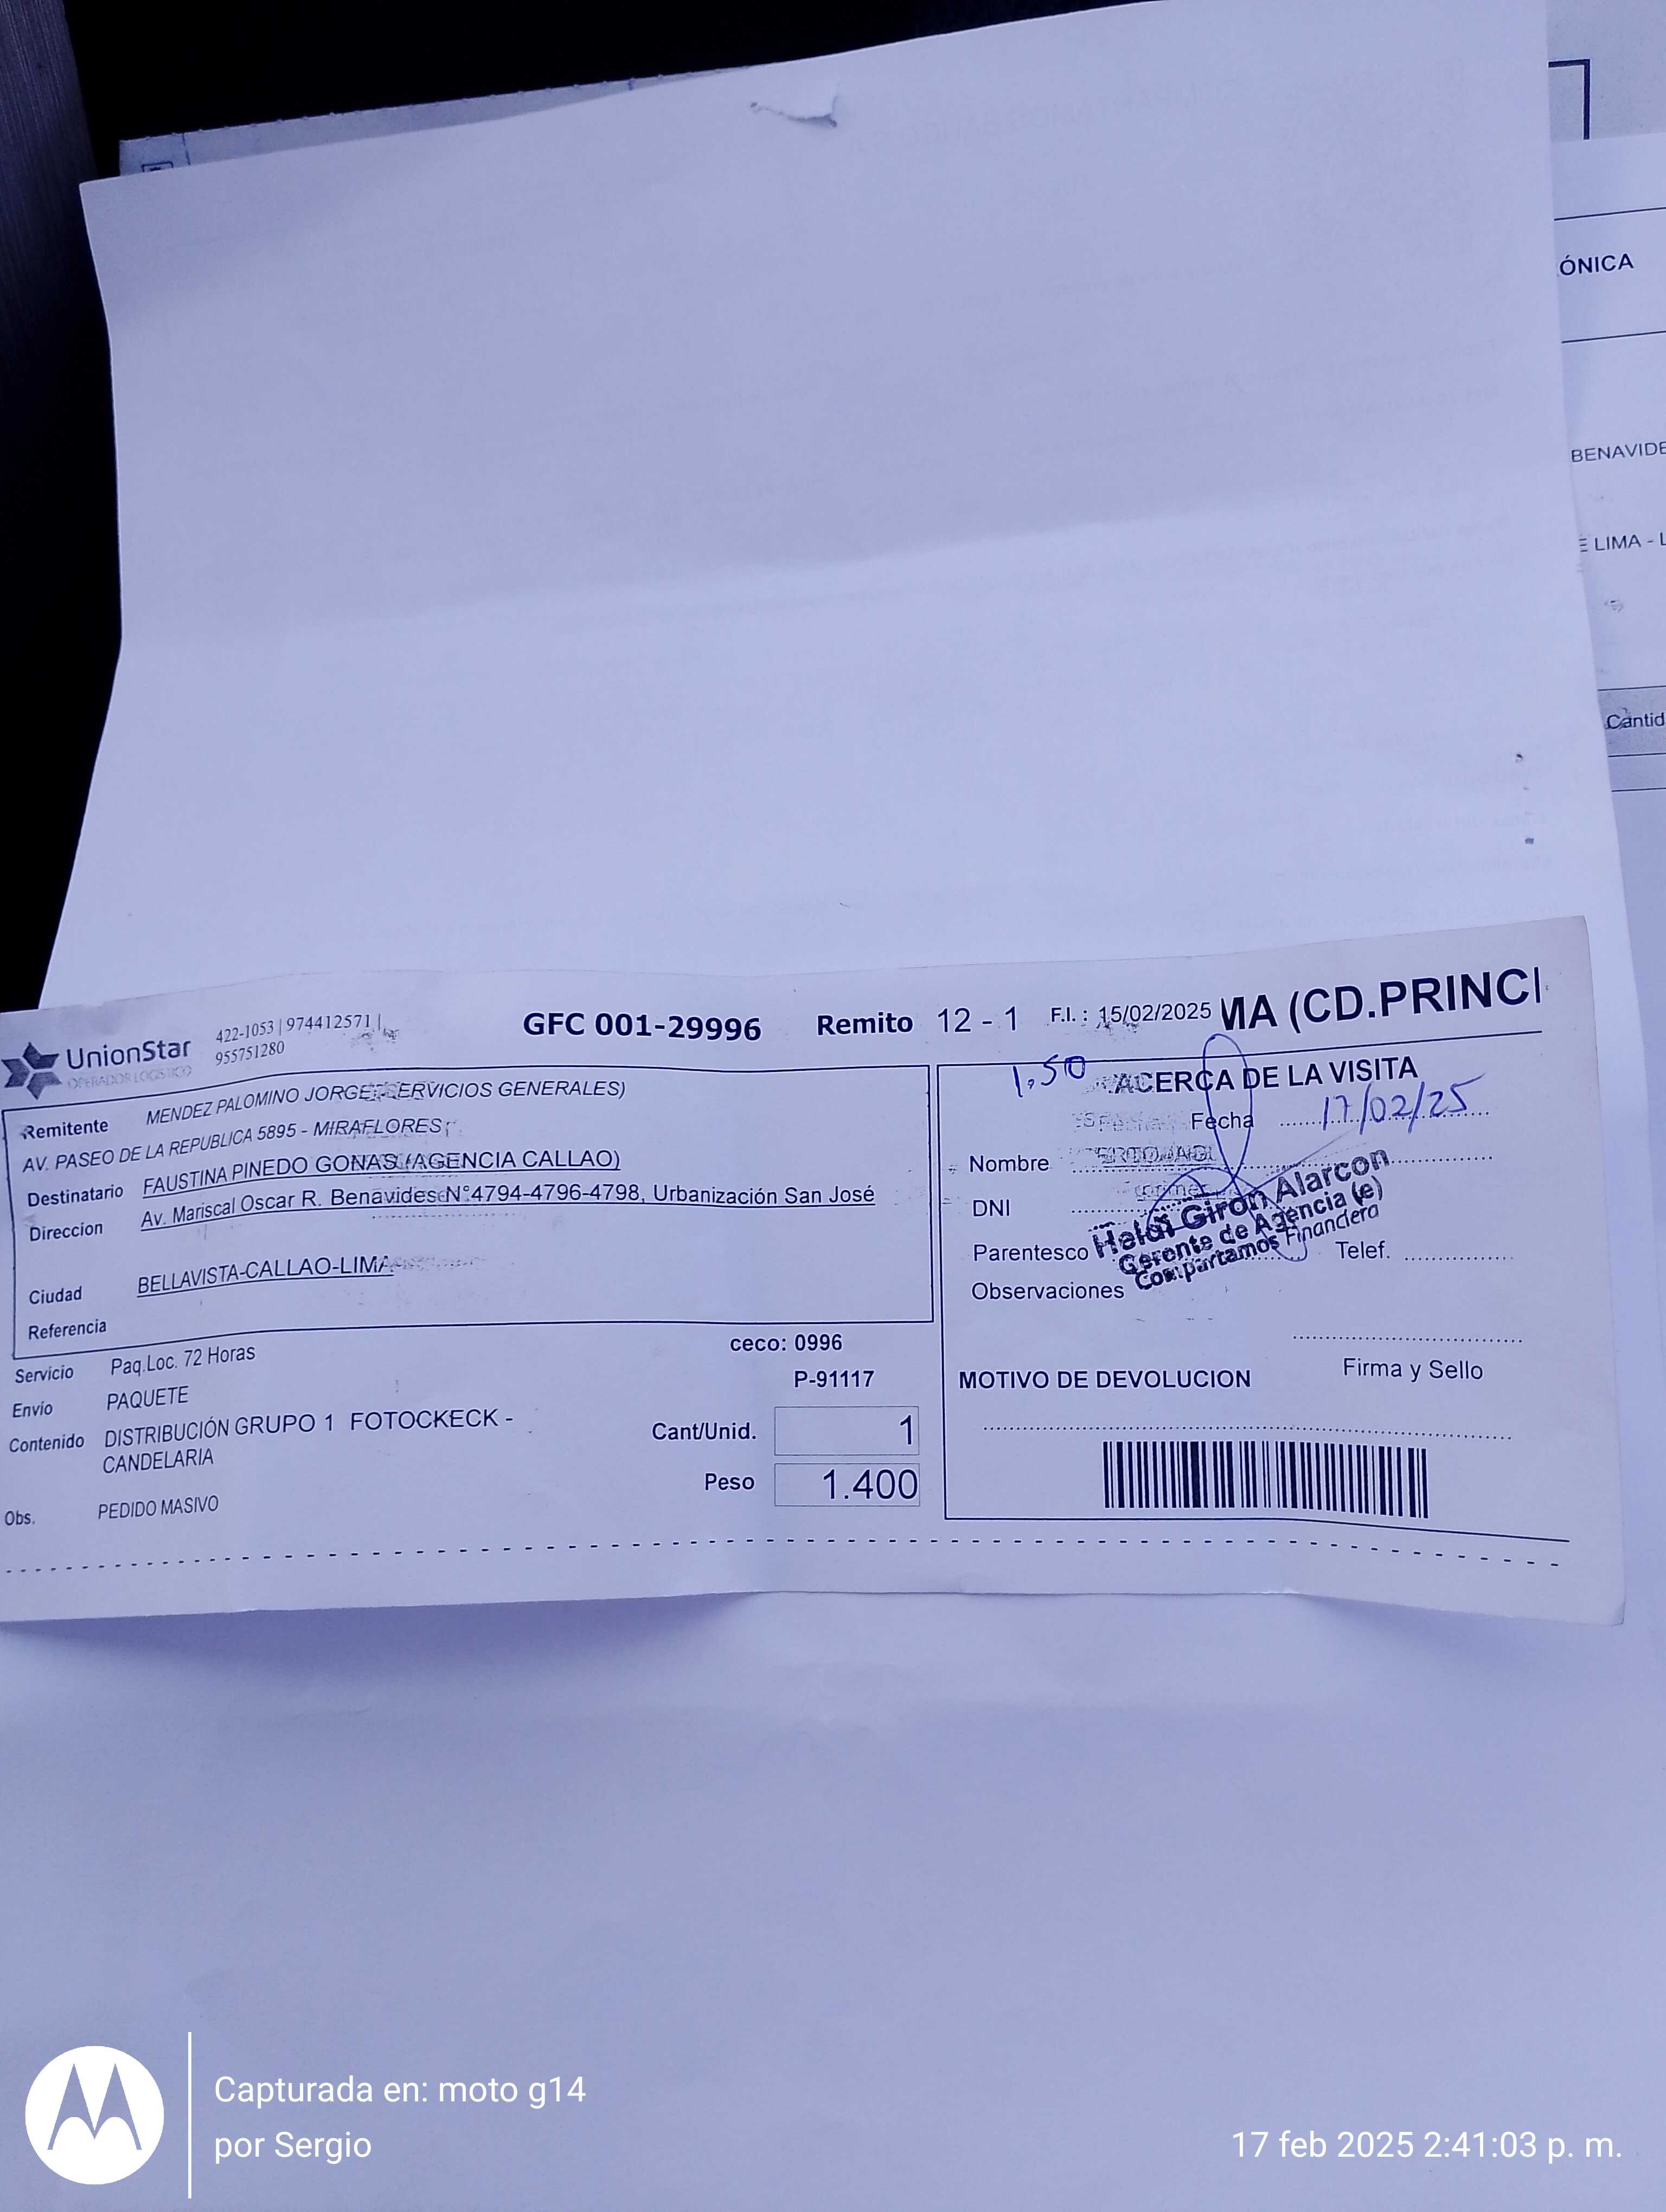 ÓNICA
BENAVIDE
E LIMA - L
Cantid
UnionStar
OPERADOR LOGISTICO
422-1053 | 974412571 |
955751280
GFC 001-29996
Remito 12 - 1
F.I. : 15/02/2025
MA (CD.PRINCI
Remitente MENDEZ PALOMINO JORGE (SERVICIOS GENERALES)
AV. PASEO DE LA REPUBLICA 5895 - MIRAFLORES
Destinatario FAUSTINA PINEDO GONAS (AGENCIA CALLAO)
Direccion Av. Mariscal Oscar R. Benavides N°4794-4796-4798, Urbanización San José
Ciudad BELLAVISTA-CALLAO-LIMA
Referencia
Servicio Paq.Loc. 72 Horas
Envío PAQUETE
Contenido DISTRIBUCIÓN GRUPO 1 FOTOCKECK -
CANDELARIA
Obs. PEDIDO MASIVO
ceco: 0996
P-91117
Cant/Unid. 1
Peso 1.400
1,50
ACERCA DE LA VISITA
Fecha 17/02/25
Nombre
DNI
Parentesco
Telef.
Observaciones
Heidi Giron Alarcon
Gerente de Agencia (e)
Compartamos Financiera
Firma y Sello
MOTIVO DE DEVOLUCION
Capturada en: moto g14
por Sergio
17 feb 2025 2:41:03 p. m.